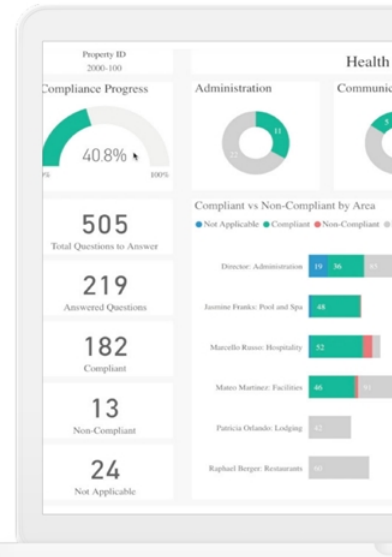 Property ID
2000-100
Health
Compliance Progress
40.8%
100%
Administration
11
22
Communic
5
505
Total Questions to Answer
219
Answered Questions
182
Compliant
13
Non-Compliant
24
Not Applicable
Compliant vs Non-Compliant by Area
Not Applicable Compliant Non-Compliant
Director: Administration 19 36
Jasmine Franks: Pool and Spa 48
Marcello Russo: Hospitality 52
Mateo Martinez: Facilities 46
Patricia Orlando: Lodging 42
Raphael Berger: Restaurants